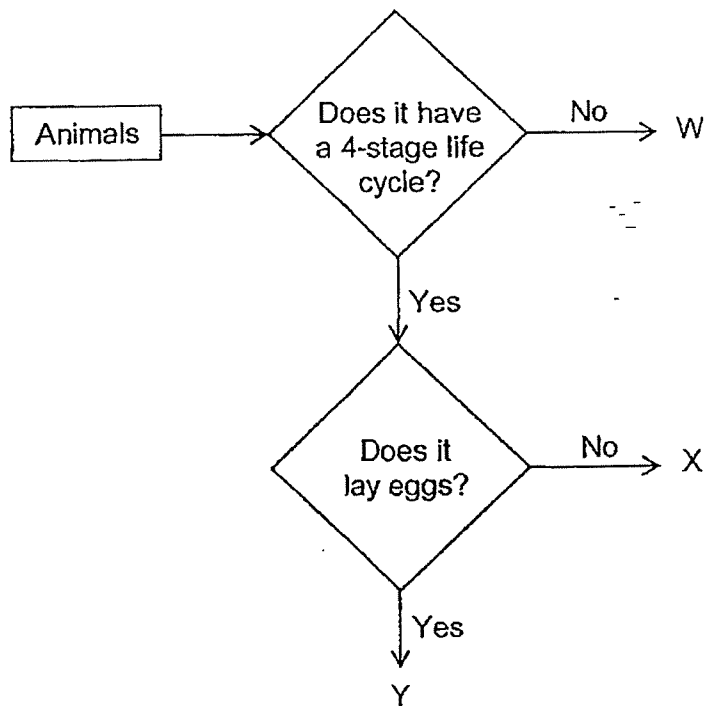 Animals
Does it have
a 4-stage life
cycle?
No
W
Yes
Does it
lay eggs?
No
X
Yes
Y